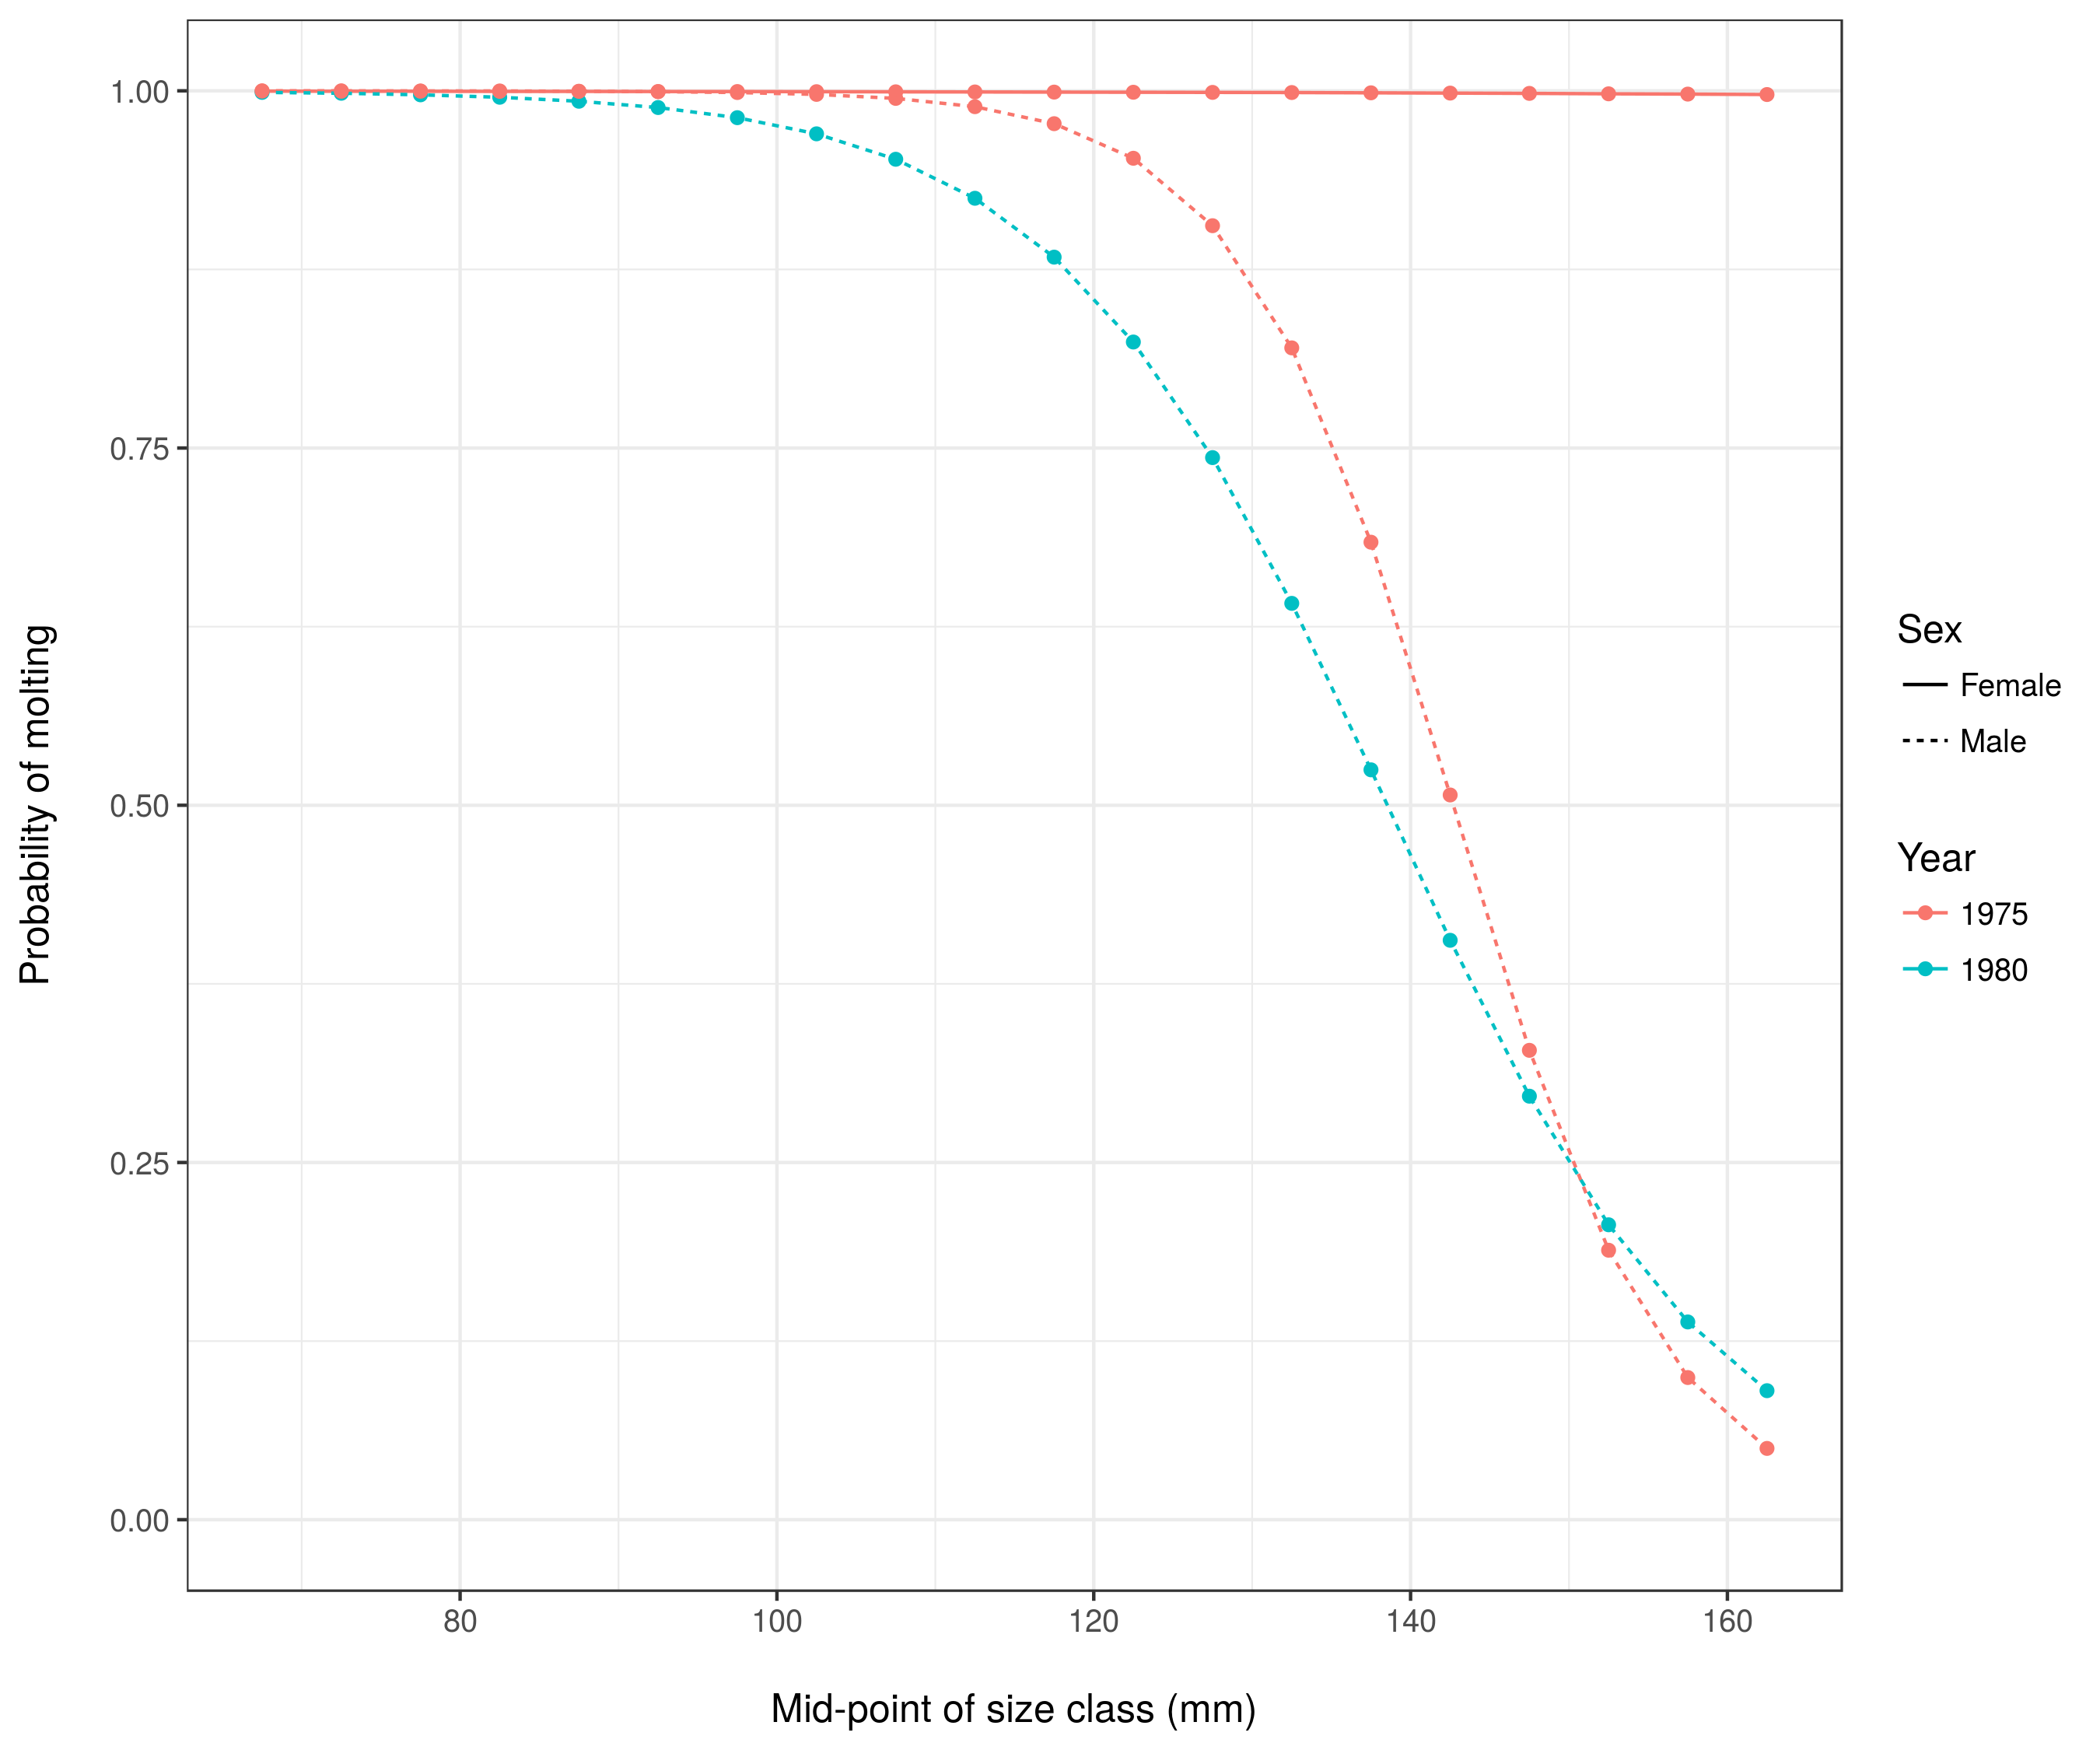 Probability of molting
1.00
0.75
0.50
0.25
0.00
80 100 120 140 160
Mid-point of size class (mm)
Sex
Female
Male
Year
1975
1980